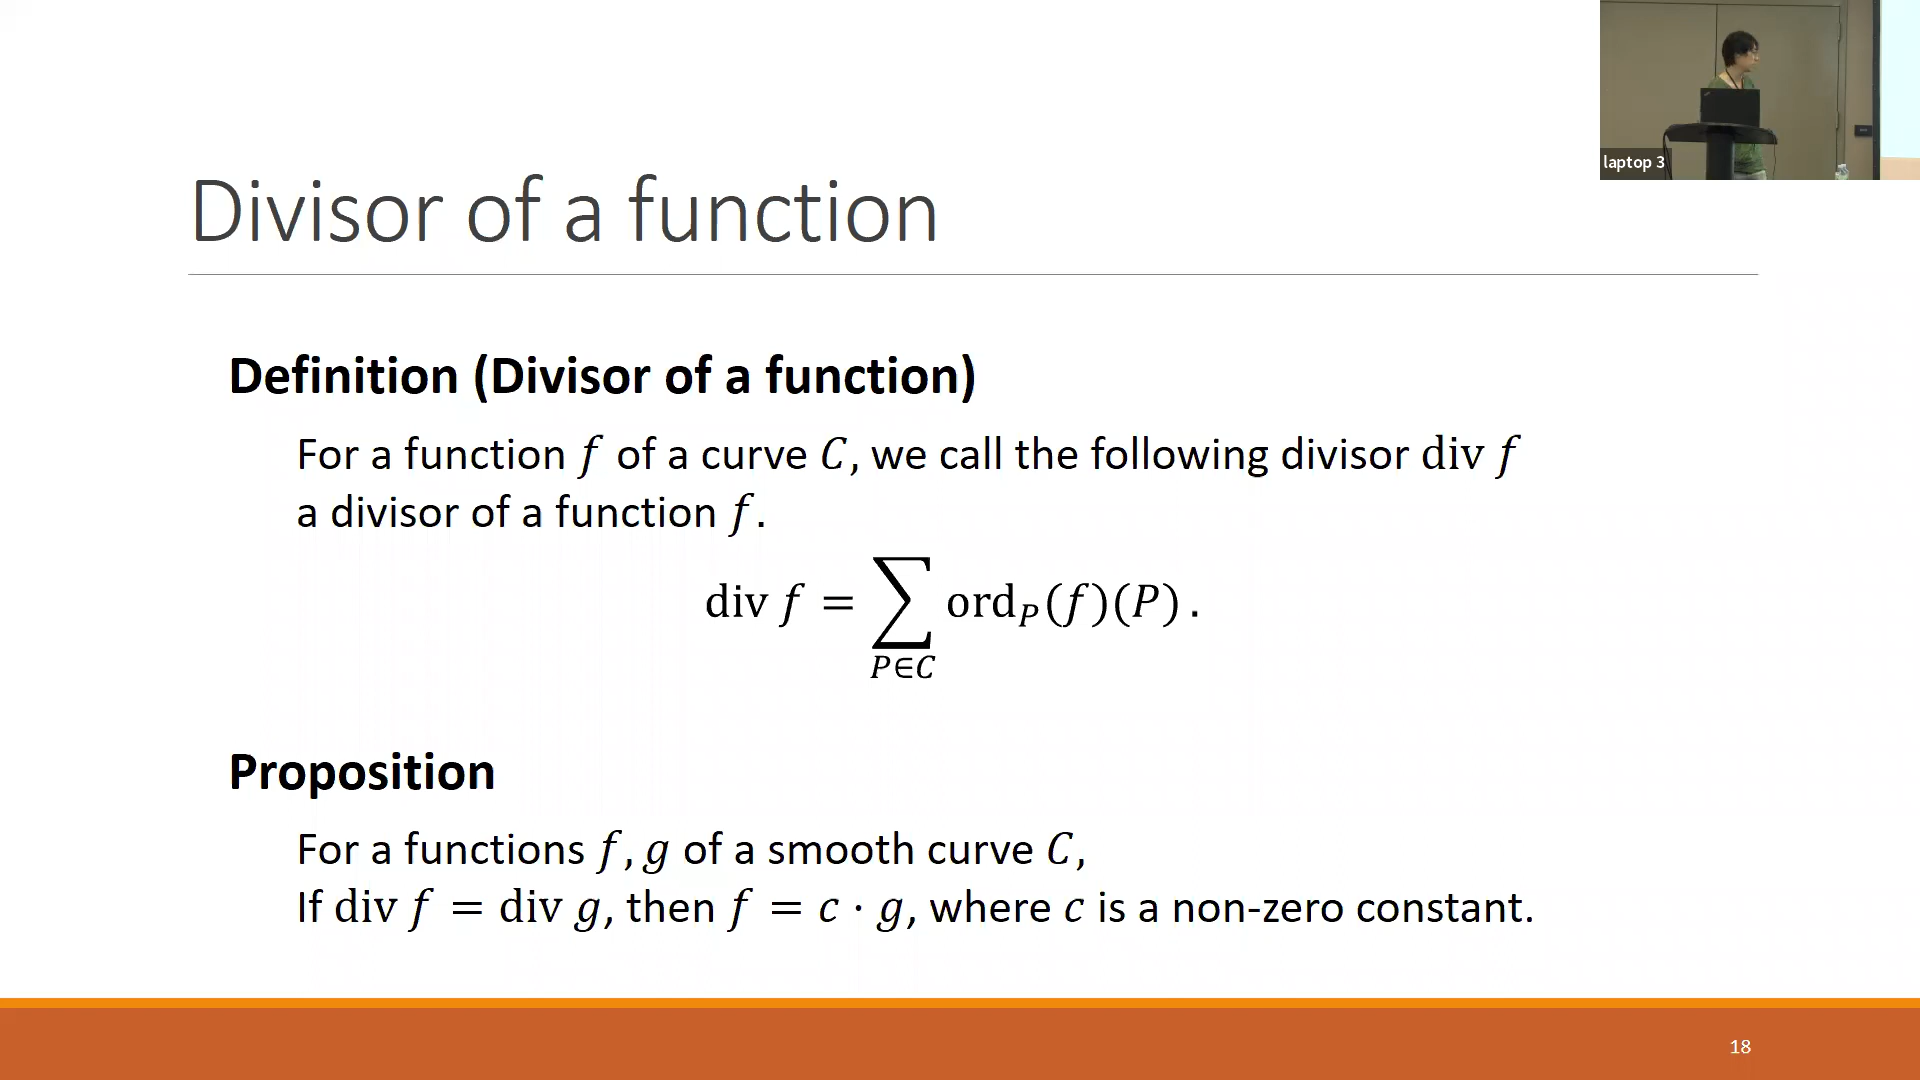 laptop 3
Divisor of a function
Definition (Divisor of a function)
For a function 𝑓 of a curve 𝐶, we call the following divisor div 𝑓
a divisor of a function 𝑓.
div 𝑓 = ∑ ord_𝑃(𝑓)(𝑃).
𝑃∈𝐶
Proposition
For a functions 𝑓, 𝑔 of a smooth curve 𝐶,
If div 𝑓 = div 𝑔, then 𝑓 = 𝑐 · 𝑔, where 𝑐 is a non-zero constant.
18